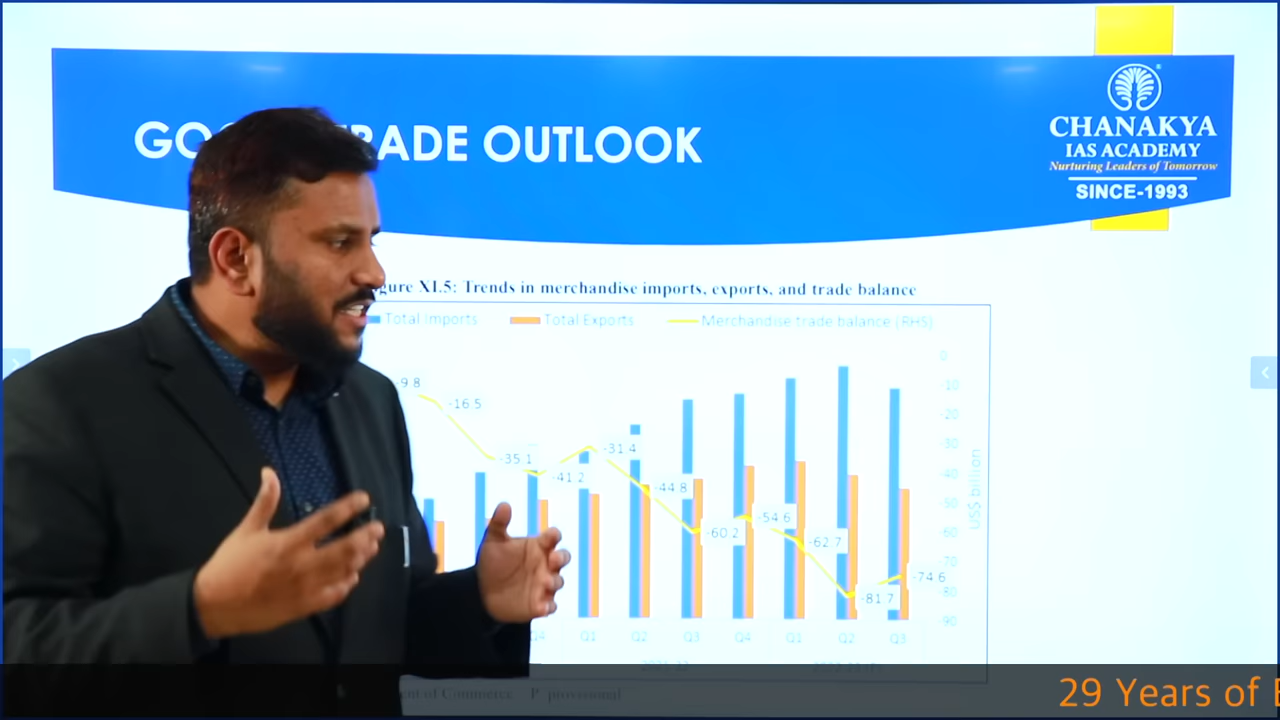 GO TRADE OUTLOOK
CHANAKYA
IAS ACADEMY
Nurturing Leaders of Tomorrow
SINCE-1993
gure XI.5: Trends in merchandise imports, exports, and trade balance
Total Imports Total Exports Merchandise trade balance (RHS)
-9.8
-16.5
-35.1
-41.2
-31.4
-44.8
-60.2
-54.6
-62.7
-81.7
-74.6
0
-10
-20
-30
-40
-50
-60
-70
-80
-90
US$ billion
Q4 Q1 Q2 Q3 Q4 Q1 Q2 Q3
ent of Commerce P provisional
29 Years of